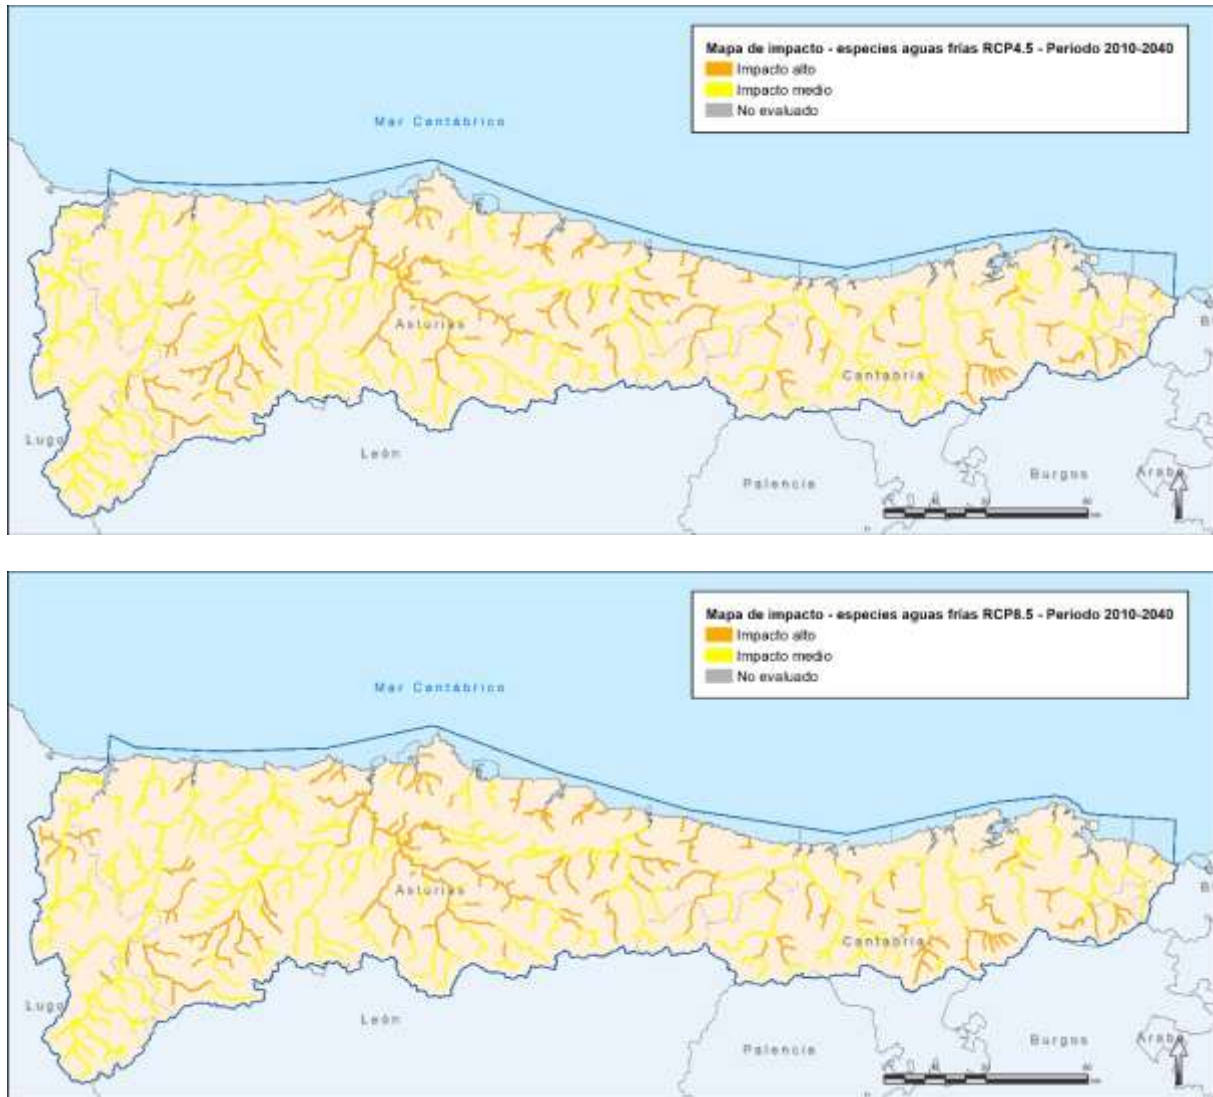 Mapa de impacto - especies aguas frías RCP4.5 - Periodo 2010-2040
Impacto alto
Impacto medio
No evaluado
Mar Cantábrico
Asturias
Cantabria
Lugo
León
Palencia
Burgos
Araba
Mapa de impacto - especies aguas frías RCP8.5 - Periodo 2010-2040
Impacto alto
Impacto medio
No evaluado
Mar Cantábrico
Asturias
Cantabria
Lugo
León
Palencia
Burgos
Araba